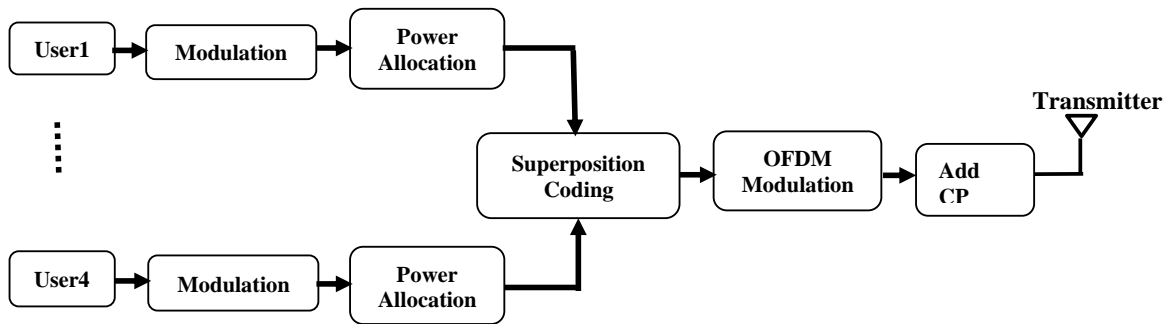 User1
Modulation
Power
Allocation
Transmitter
Superposition
Coding
OFDM
Modulation
Add
CP
User4
Modulation
Power
Allocation